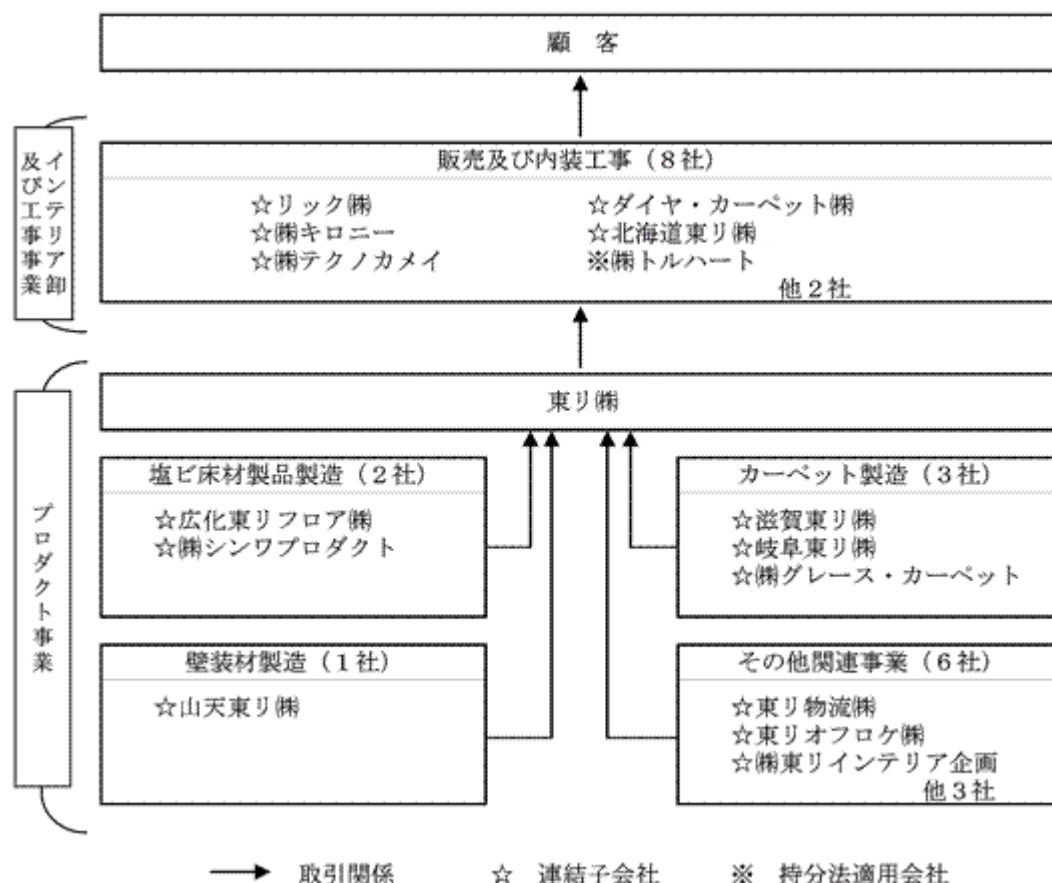 顧 客
インテリア卸
及び工事事業
販売及び内装工事(8社)
☆リック㈱
☆㈱キロニー
☆㈱テクノカメイ
☆ダイヤ・カーペット㈱
☆北海道東リ㈱
※㈱トルハート
他2社
プロダクト事業
東リ㈱
塩ビ床材製品製造(2社)
☆広化東リフロア㈱
☆㈱シンワプロダクト
カーペット製造(3社)
☆滋賀東リ㈱
☆岐阜東リ㈱
☆㈱グレース・カーペット
壁装材製造(1社)
☆山天東リ㈱
その他関連事業(6社)
☆東リ物流㈱
☆東リオフロケ㈱
☆㈱東リインテリア企画
他3社
取引関係 ☆ 連結子会社 ※ 持分法適用会社